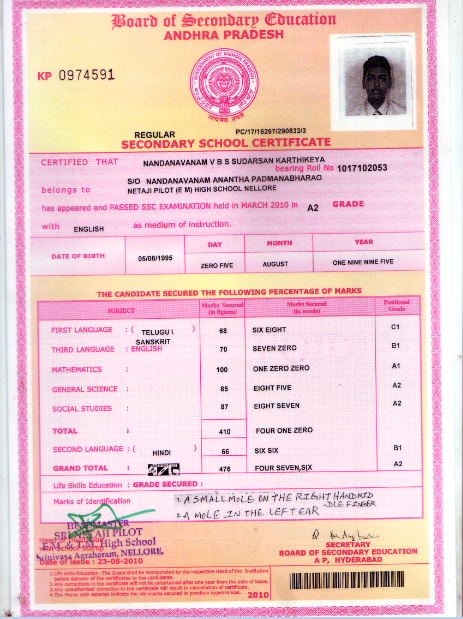 Board of Secondary Education
ANDHRA PRADESH
KP 0974591
REGULAR PC/17/16267/290833/3
SECONDARY SCHOOL CERTIFICATE
CERTIFIED THAT NANDANAVANAM V B S SUDARSAN KARTHIKEYA
bearing Roll No 1017102053
S/O NANDANAVANAM ANANTHA PADMANABHARAO
belongs to NETAJI PILOT (E M) HIGH SCHOOL NELLORE
has appeared and PASSED SSC EXAMINATION held in MARCH 2010 in A2 GRADE
with ENGLISH as medium of instruction.
DAY MONTH YEAR
DATE OF BIRTH 05/08/1995 ZERO FIVE AUGUST ONE NINE NINE FIVE
THE CANDIDATE SECURED THE FOLLOWING PERCENTAGE OF MARKS
SUBJECT Marks Secured (in figures) Marks Secured (in words) Positional Grade
FIRST LANGUAGE : ( TELUGU \ SANSKRIT ) 68 SIX EIGHT C1
THIRD LANGUAGE : ENGLISH 70 SEVEN ZERO B1
MATHEMATICS : 100 ONE ZERO ZERO A1
GENERAL SCIENCE : 85 EIGHT FIVE A2
SOCIAL STUDIES : 87 EIGHT SEVEN A2
TOTAL : 410 FOUR ONE ZERO
SECOND LANGUAGE : ( HINDI ) 66 SIX SIX B1
GRAND TOTAL : 476 FOUR SEVEN SIX A2
Life Skills Education : GRADE SECURED :
Marks of Identification 1. A SMALL MOLE ON THE RIGHT HAND MID
-DLE FINGER
2. A MOLE IN THE LEFT EAR
HEADMASTER
SRI NETAJI PILOT
High School
Srinivasa Agraharam, NELLORE.
Date of Issue : 23-05-2010
SECRETARY
BOARD OF SECONDARY EDUCATION
A P, HYDERABAD
1.Life Skills Education :The Grade shall be incorporated by the respective Head of the Institution
before delivery of the certificates to the candidates.
2.Any corrections in the certificate will not be entertained after one year from the date of issue.
3.Any unauthorised correction in the certificate will result in cancellation of certificate.
4.The Marks with asterisk indicate the old marks secured in previous appearances. 2010